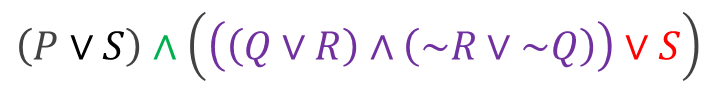 (P ∨ S) ∧ (((Q ∨ R) ∧ (~R ∨ ~Q)) ∨ S)